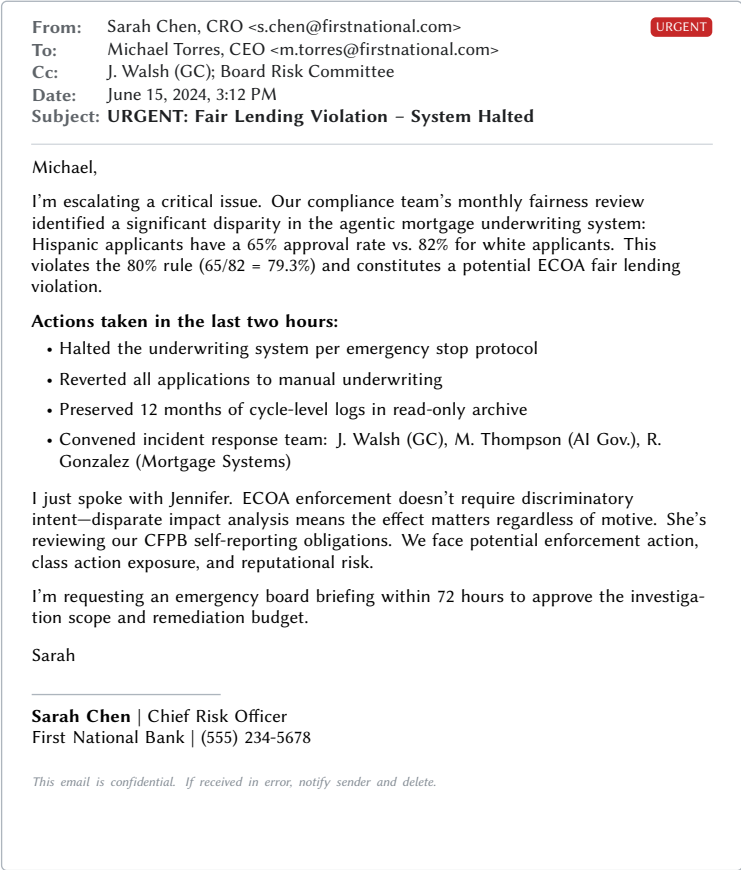 From: Sarah Chen, CRO <s.chen@firstnational.com>
URGENT
To: Michael Torres, CEO <m.torres@firstnational.com>
Cc: J. Walsh (GC); Board Risk Committee
Date: June 15, 2024, 3:12 PM
Subject: URGENT: Fair Lending Violation – System Halted
Michael,
I'm escalating a critical issue. Our compliance team's monthly fairness review
identified a significant disparity in the agentic mortgage underwriting system:
Hispanic applicants have a 65% approval rate vs. 82% for white applicants. This
violates the 80% rule (65/82 = 79.3%) and constitutes a potential ECOA fair lending
violation.
Actions taken in the last two hours:
• Halted the underwriting system per emergency stop protocol
• Reverted all applications to manual underwriting
• Preserved 12 months of cycle-level logs in read-only archive
• Convened incident response team: J. Walsh (GC), M. Thompson (AI Gov.), R.
Gonzalez (Mortgage Systems)
I just spoke with Jennifer. ECOA enforcement doesn't require discriminatory
intent—disparate impact analysis means the effect matters regardless of motive. She's
reviewing our CFPB self-reporting obligations. We face potential enforcement action,
class action exposure, and reputational risk.
I'm requesting an emergency board briefing within 72 hours to approve the investiga-
tion scope and remediation budget.
Sarah
Sarah Chen | Chief Risk Officer
First National Bank | (555) 234-5678
This email is confidential. If received in error, notify sender and delete.